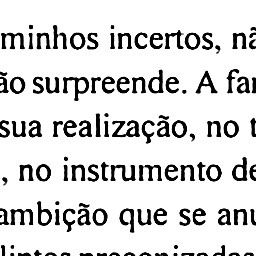 minhos incertos, nã
ão surpreende. A fa
sua realização, no
, no instrumento de
ambição que se anu